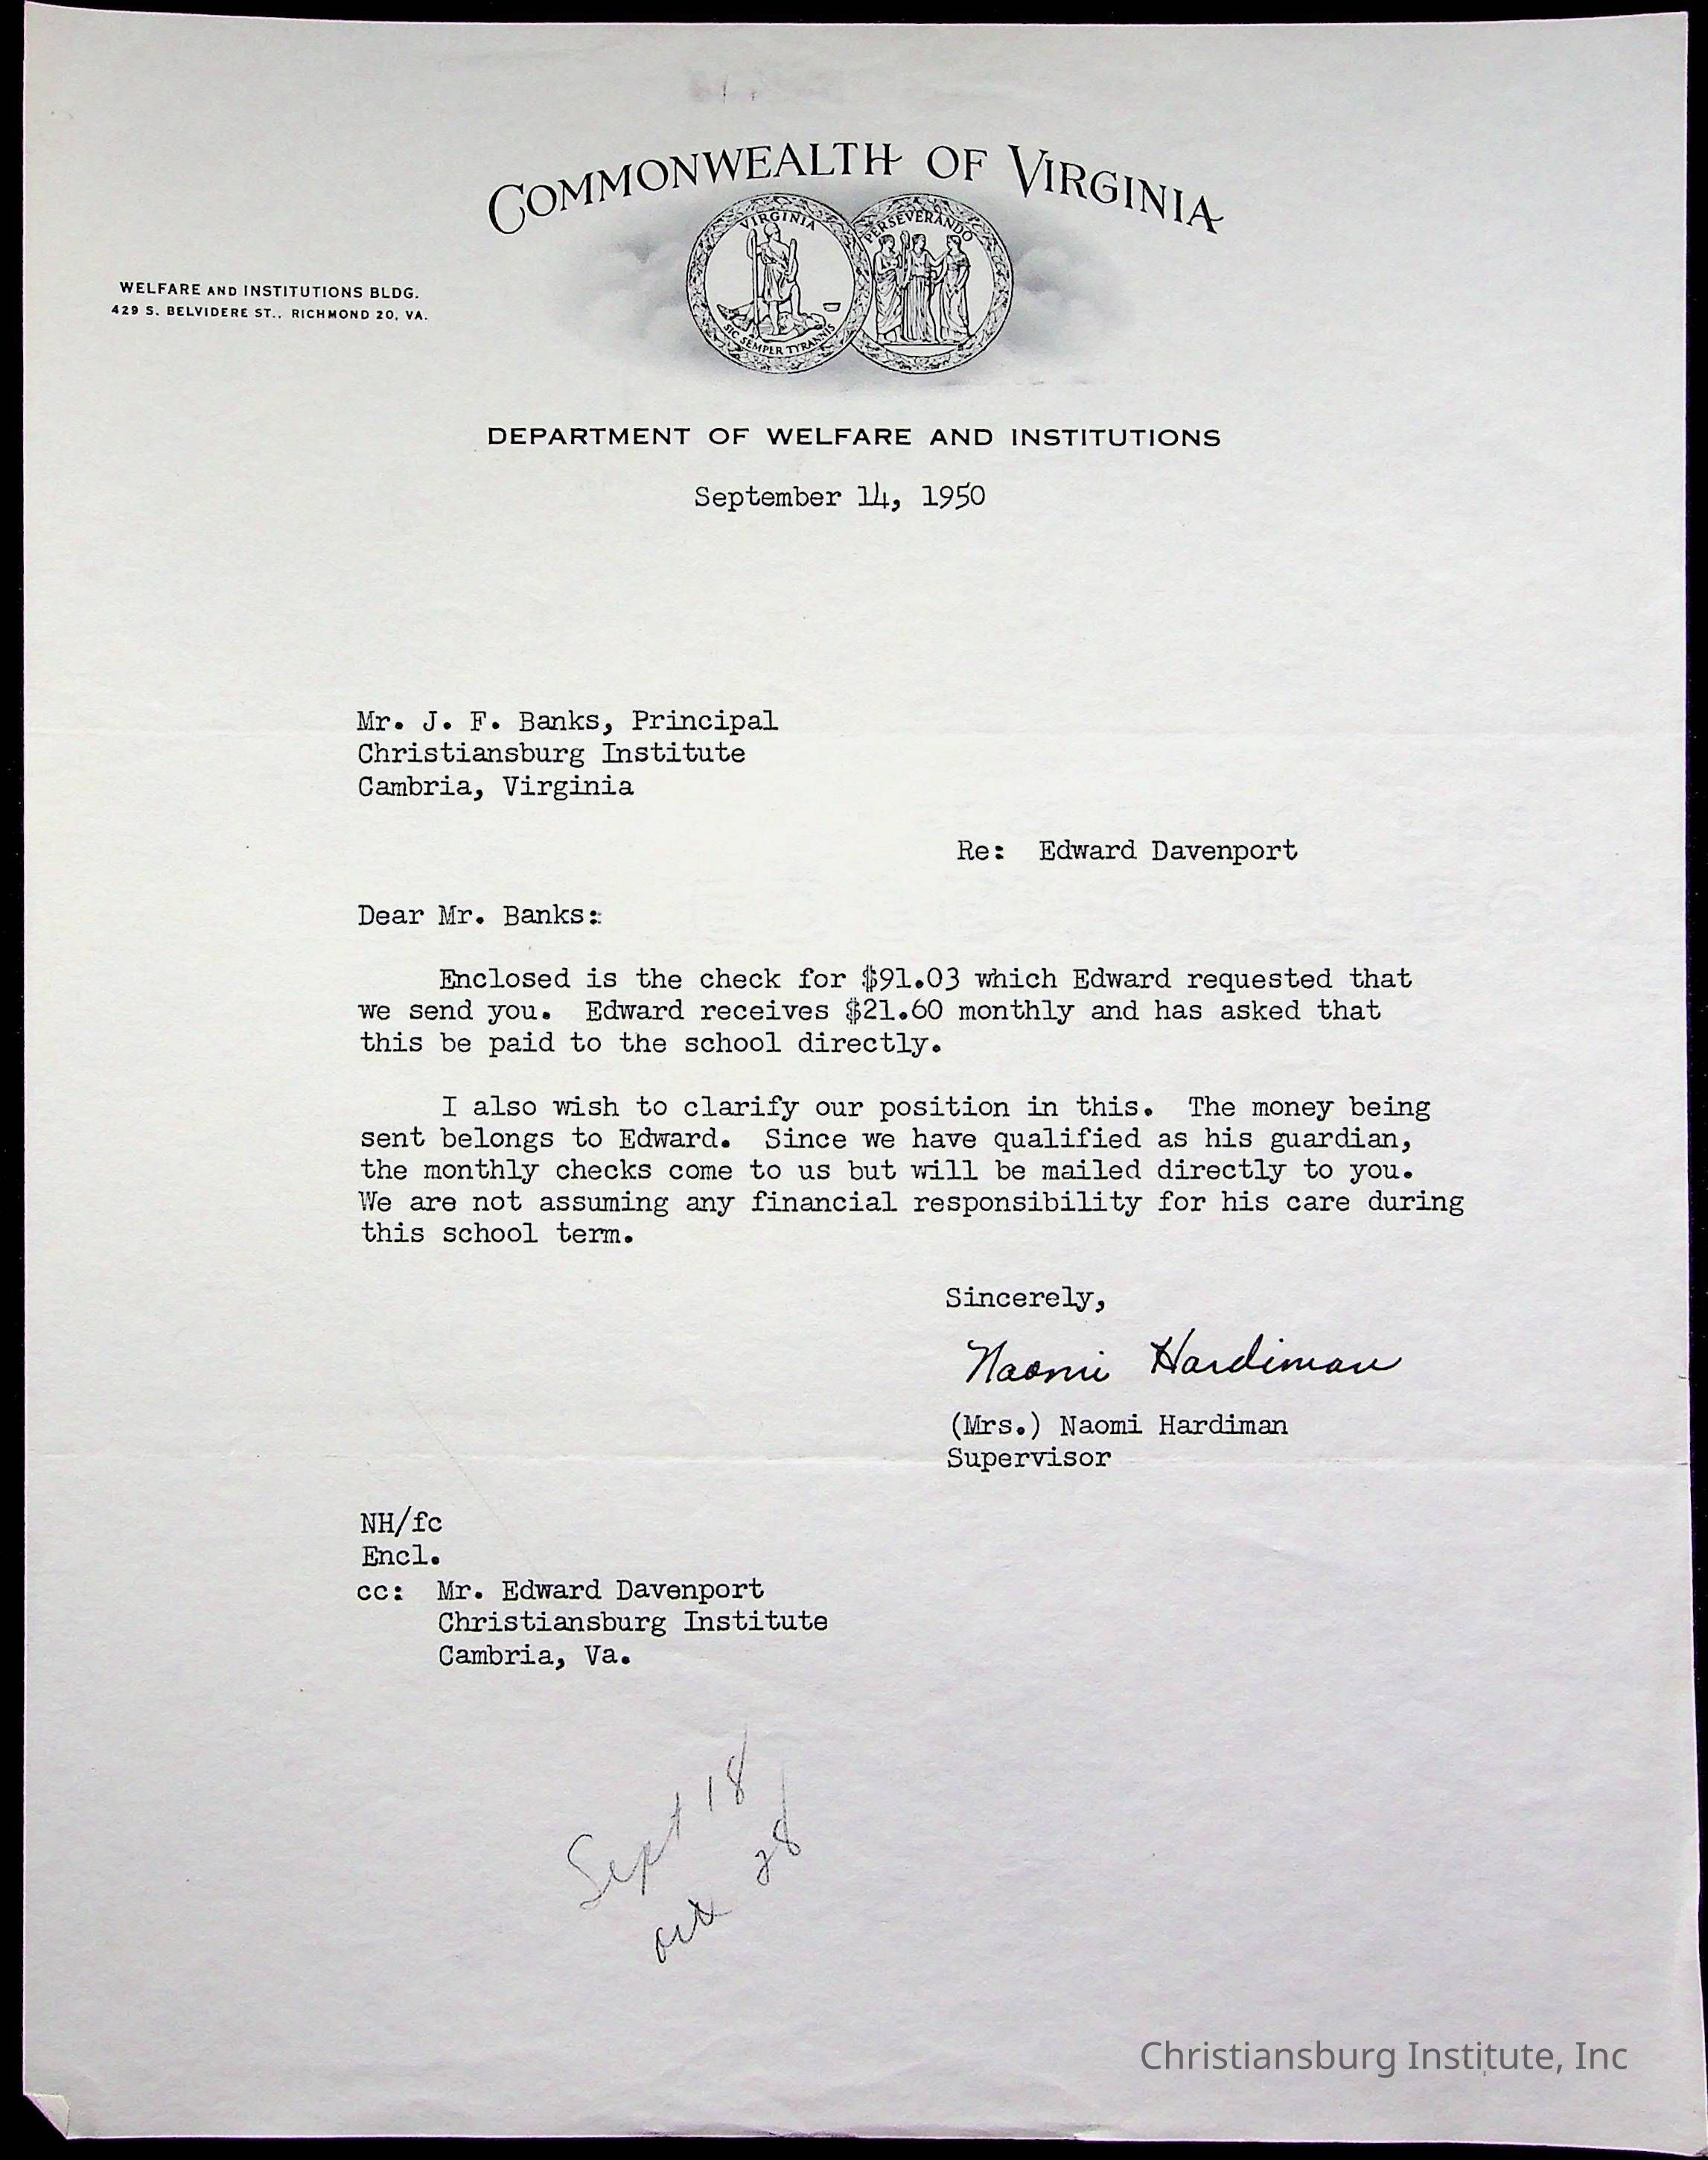 COMMONWEALTH OF VIRGINIA
VIRGINIA
SIC SEMPER TYRANNIS
PERSEVERANDO
WELFARE AND INSTITUTIONS BLDG.
429 S. BELVIDERE ST., RICHMOND 20, VA.
DEPARTMENT OF WELFARE AND INSTITUTIONS
September 14, 1950
Mr. J. F. Banks, Principal
Christiansburg Institute
Cambria, Virginia
Re: Edward Davenport
Dear Mr. Banks:
Enclosed is the check for $91.03 which Edward requested that
we send you. Edward receives $21.60 monthly and has asked that
this be paid to the school directly.
I also wish to clarify our position in this. The money being
sent belongs to Edward. Since we have qualified as his guardian,
the monthly checks come to us but will be mailed directly to you.
We are not assuming any financial responsibility for his care during
this school term.
Sincerely,
Naomi Hardiman
(Mrs.) Naomi Hardiman
Supervisor
NH/fc
Encl.
cc: Mr. Edward Davenport
Christiansburg Institute
Cambria, Va.
Sept 18
Oct 28
Christiansburg Institute, Inc